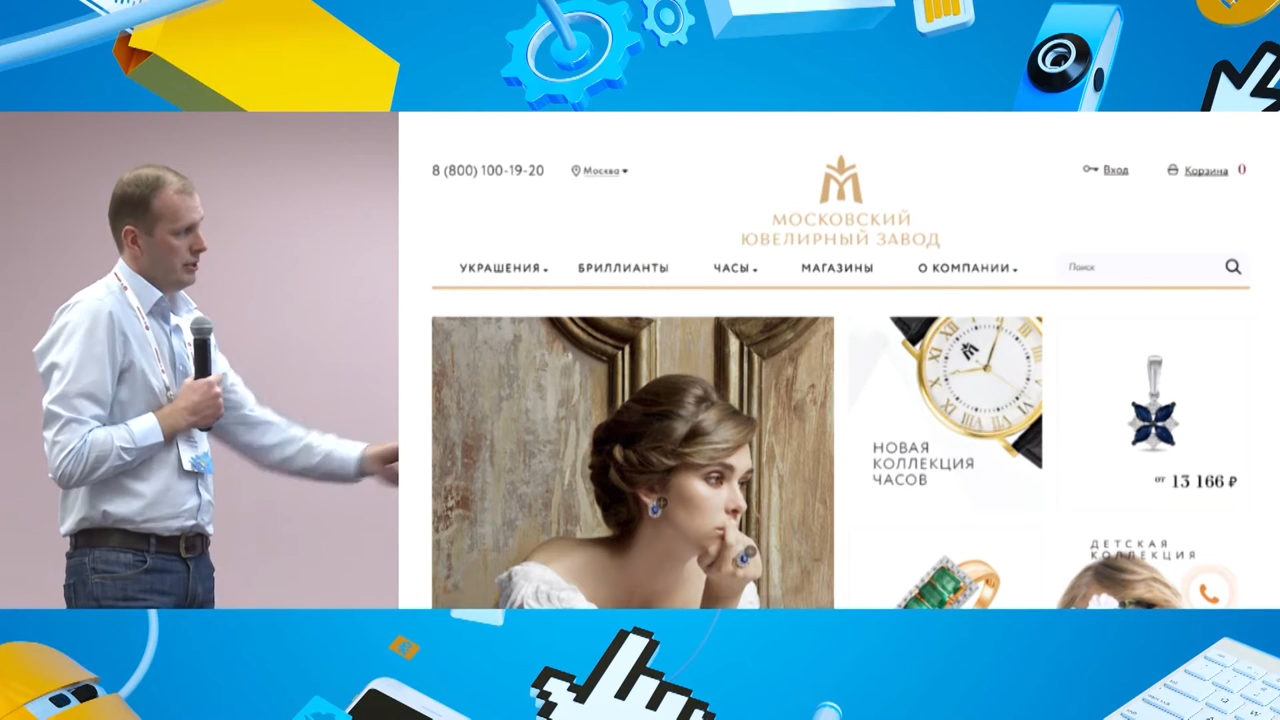 8 (800) 100-19-20
Москва
Вход
Корзина 0
МОСКОВСКИЙ
ЮВЕЛИРНЫЙ ЗАВОД
УКРАШЕНИЯ
БРИЛЛИАНТЫ
ЧАСЫ
МАГАЗИНЫ
О КОМПАНИИ
Поиск
НОВАЯ
КОЛЛЕКЦИЯ
ЧАСОВ
от 13 166 ₽
ДЕТСКАЯ
КОЛЛЕКЦИЯ